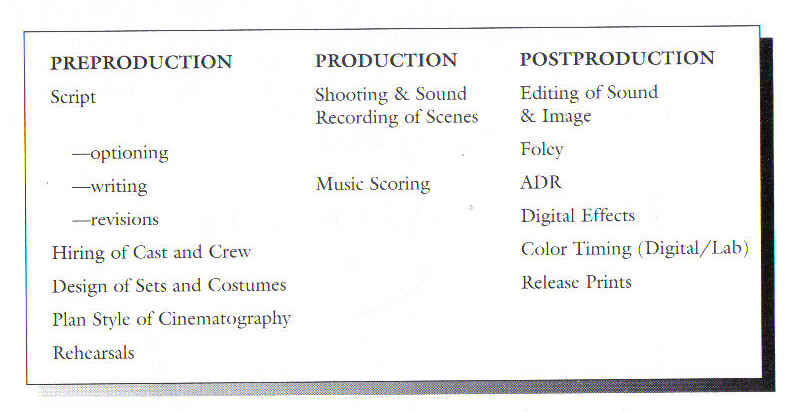 PREPRODUCTION
Script
—optioning
—writing
—revisions
Hiring of Cast and Crew
Design of Sets and Costumes
Plan Style of Cinematography
Rehearsals
PRODUCTION
Shooting & Sound
Recording of Scenes
Music Scoring
POSTPRODUCTION
Editing of Sound
& Image
Foley
ADR
Digital Effects
Color Timing (Digital/Lab)
Release Prints